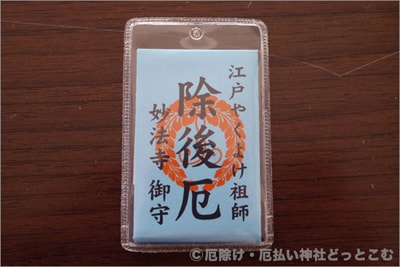 江戸やくよけ祖師
除後厄
妙法寺 御守
©厄除け・厄払い神社どっとこむ